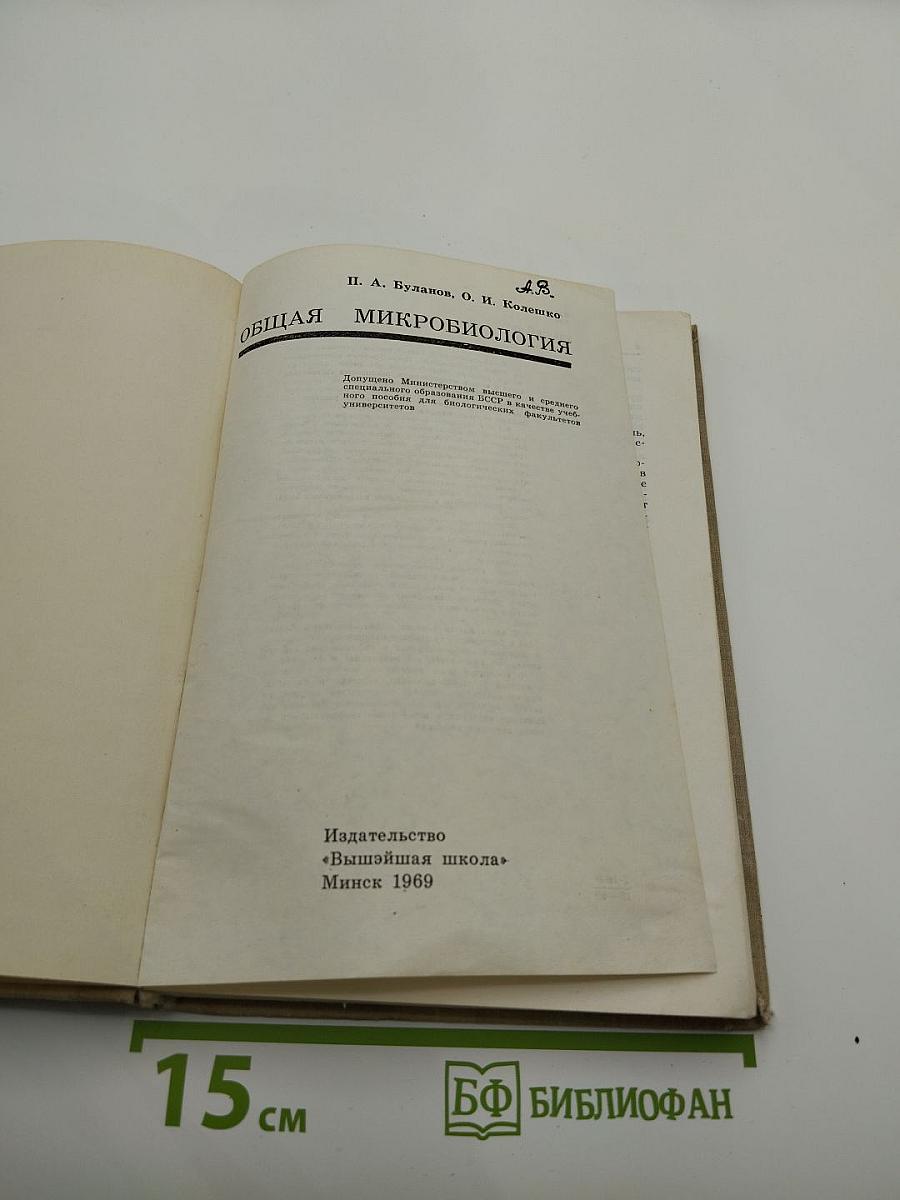 А.В.
П. А. Буланов, О. И. Колешко
ОБЩАЯ МИКРОБИОЛОГИЯ
Допущено Министерством высшего и среднего
специального образования БССР в качестве учеб-
ного пособия для биологических факультетов
университетов
Издательство
«Вышэйшая школа»
Минск 1969
15 см
БФ БИБЛИОФАН